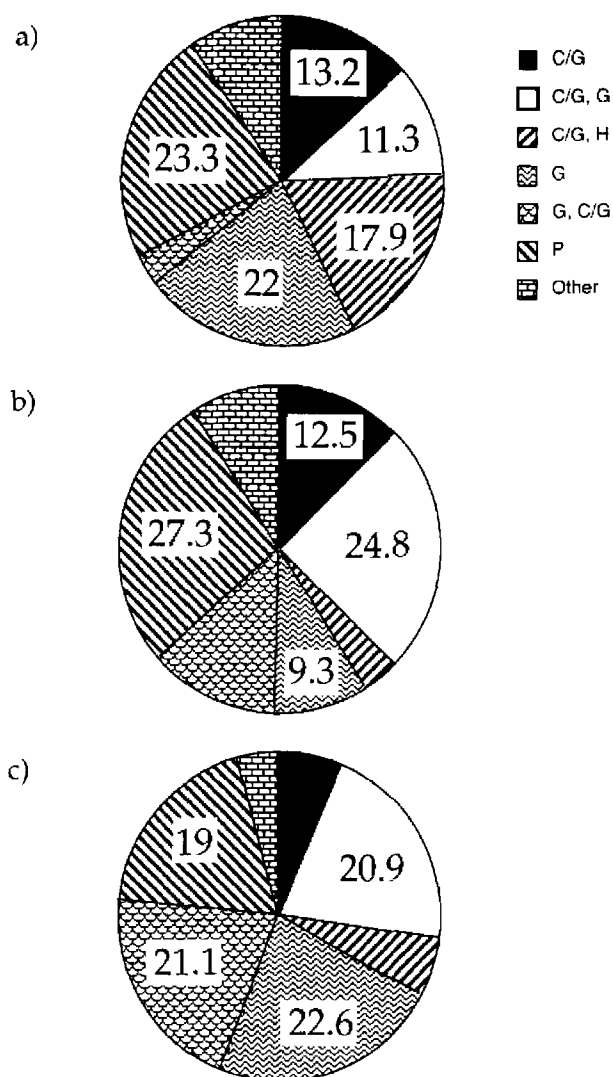 a)
13.2
11.3
17.9
22
23.3
C/G
C/G, G
C/G, H
G
G, C/G
P
Other
b)
12.5
24.8
9.3
27.3
c)
20.9
22.6
21.1
19